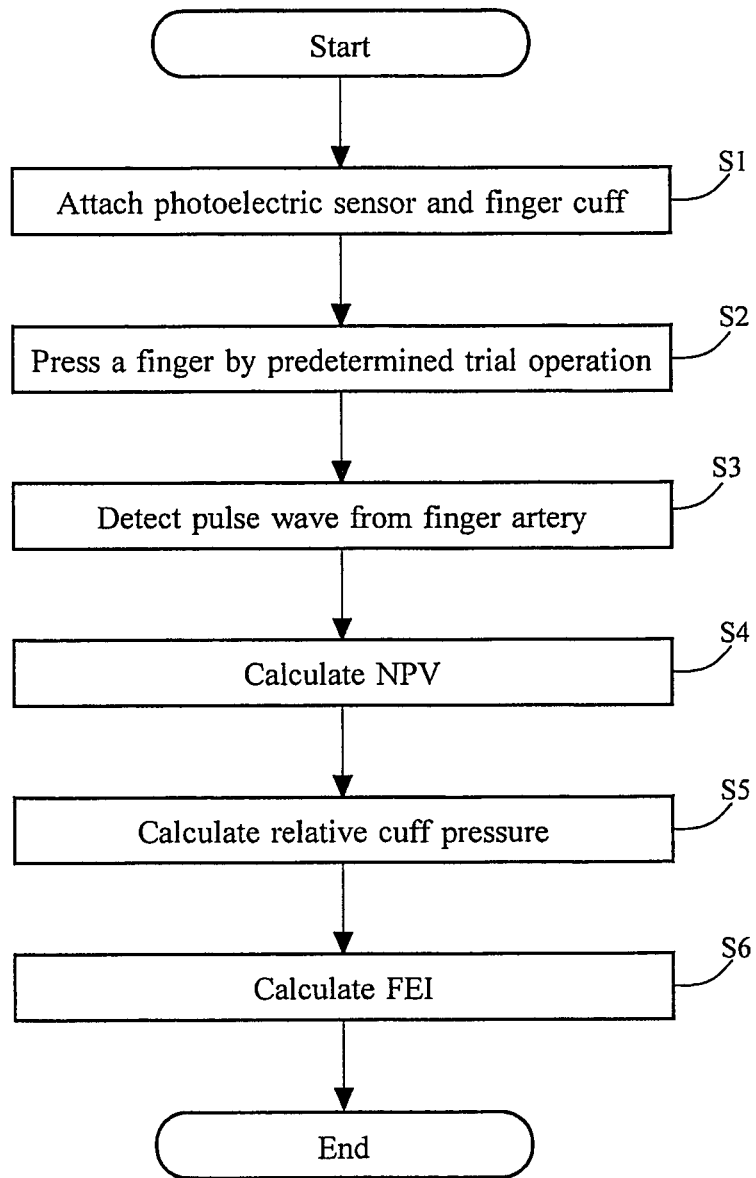 Start
S1
Attach photoelectric sensor and finger cuff
S2
Press a finger by predetermined trial operation
S3
Detect pulse wave from finger artery
S4
Calculate NPV
S5
Calculate relative cuff pressure
S6
Calculate FEI
End